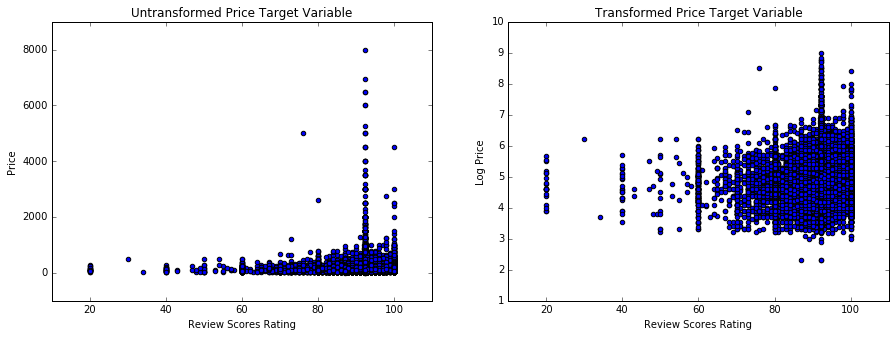 Untransformed Price Target Variable
8000
6000
4000
2000
0
Price
20 40 60 80 100
Review Scores Rating
Transformed Price Target Variable
10
9
8
7
6
5
4
3
2
1
Log Price
20 40 60 80 100
Review Scores Rating